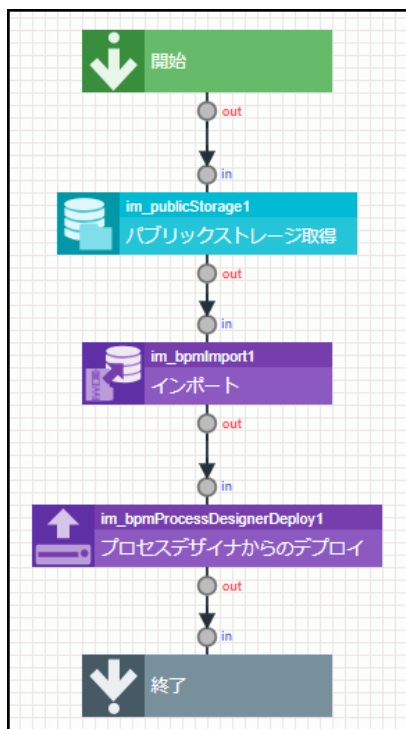 開始
out
in
im_publicStorage1
パブリックストレージ取得
out
in
im_bpmImport1
インポート
out
in
im_bpmProcessDesignerDeploy1
プロセスデザイナからのデプロイ
out
in
終了